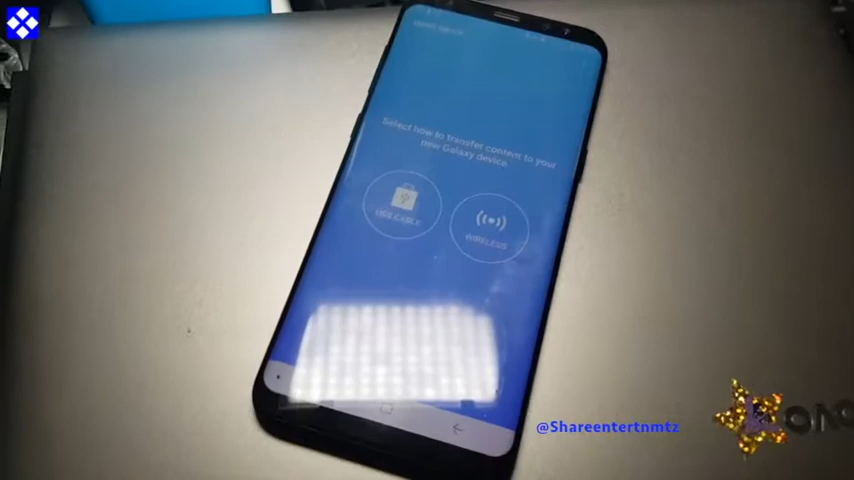 Select how to transfer content to your
new Galaxy device
USB CABLE
WIRELESS
@Shareentertnmtz